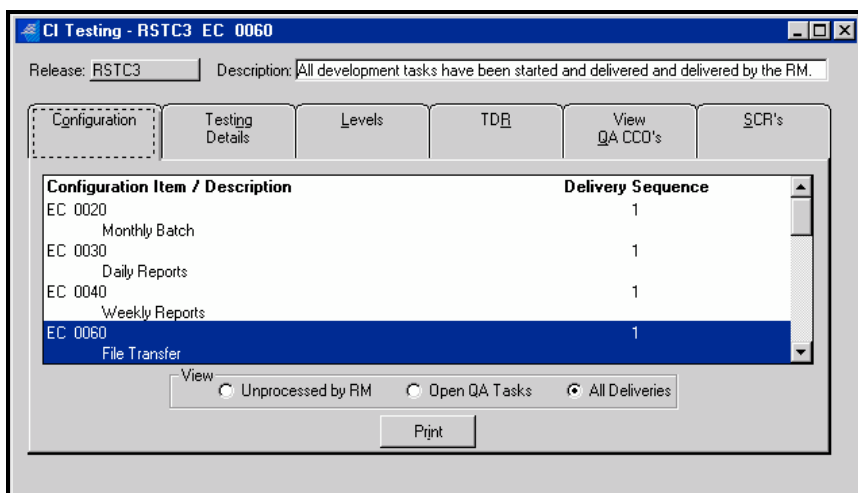 CI Testing - RSTC3 EC 0060
Release: RSTC3 Description: All development tasks have been started and delivered and delivered by the RM.
Configuration Testing Details Levels TDR View QA CCO's SCR's
Configuration Item / Description Delivery Sequence
EC 0020 1
Monthly Batch
EC 0030 1
Daily Reports
EC 0040 1
Weekly Reports
EC 0060 1
File Transfer
View
Unprocessed by RM Open QA Tasks All Deliveries
Print